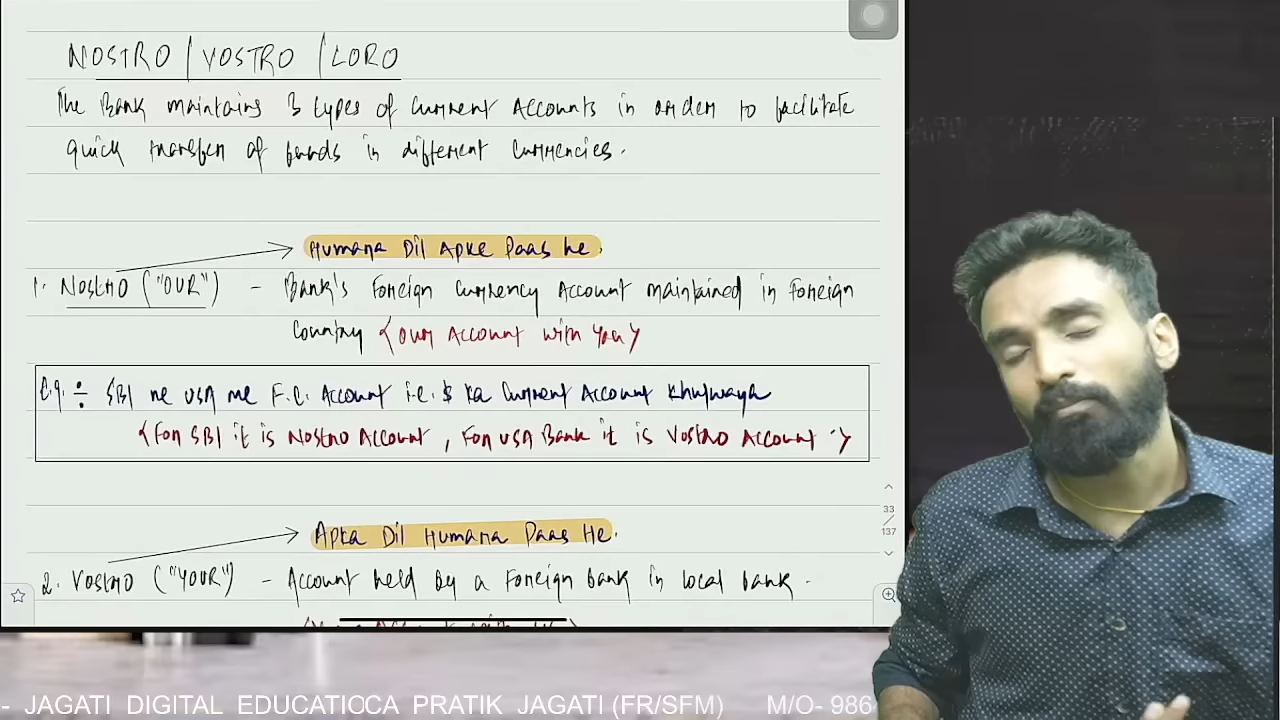 NOSTRO / VOSTRO / LORO
The Bank maintains 3 types of Current Accounts in order to facilitate
quick transfer of funds in different currencies.
Humara Dil Apke Paas he.
1. Nostro ("OUR") - Bank's Foreign Currency Account maintained in foreign
Country {our Account with you}
E.g. ÷ SBI ne USA me F.C. Account i.e. $ ka Current Account khulwaya
{For SBI it is Nostro Account, For USA Bank it is Vostro Account.}
Apka Dil Humara Paas He.
2. Vostro ("YOUR") - Account held by a Foreign bank in local bank.
33
/
137
- JAGATI DIGITAL EDUCATIOCA PRATIK JAGATI (FR/SFM) M/O- 986